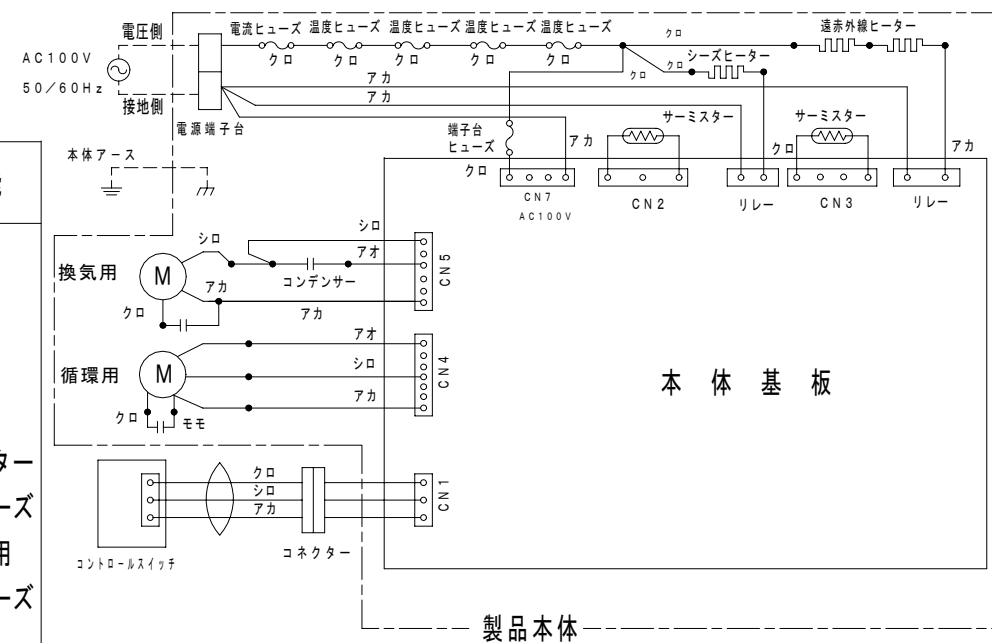 電圧側
AC100V
50/60Hz
接地側
電源端子台
本体アース
電流ヒューズ 温度ヒューズ 温度ヒューズ 温度ヒューズ 温度ヒューズ
クロ クロ クロ クロ クロ
クロ
遠赤外線ヒーター
シーズヒーター
クロ
クロ
アカ
アカ
端子台
ヒューズ
クロ
アカ
サーミスター
サーミスター
クロ
アカ
CN7
AC100V
CN2
リレー
CN3
リレー
換気用
M
シロ
シロ
アオ
コンデンサー
アカ
クロ
アカ
CN5
循環用
M
アオ
シロ
アカ
クロ
モモ
CN4
本体基板
クロ
シロ
アカ
CN1
コネクター
コントロールスイッチ
製品本体
ター
ーズ
用
ーズ